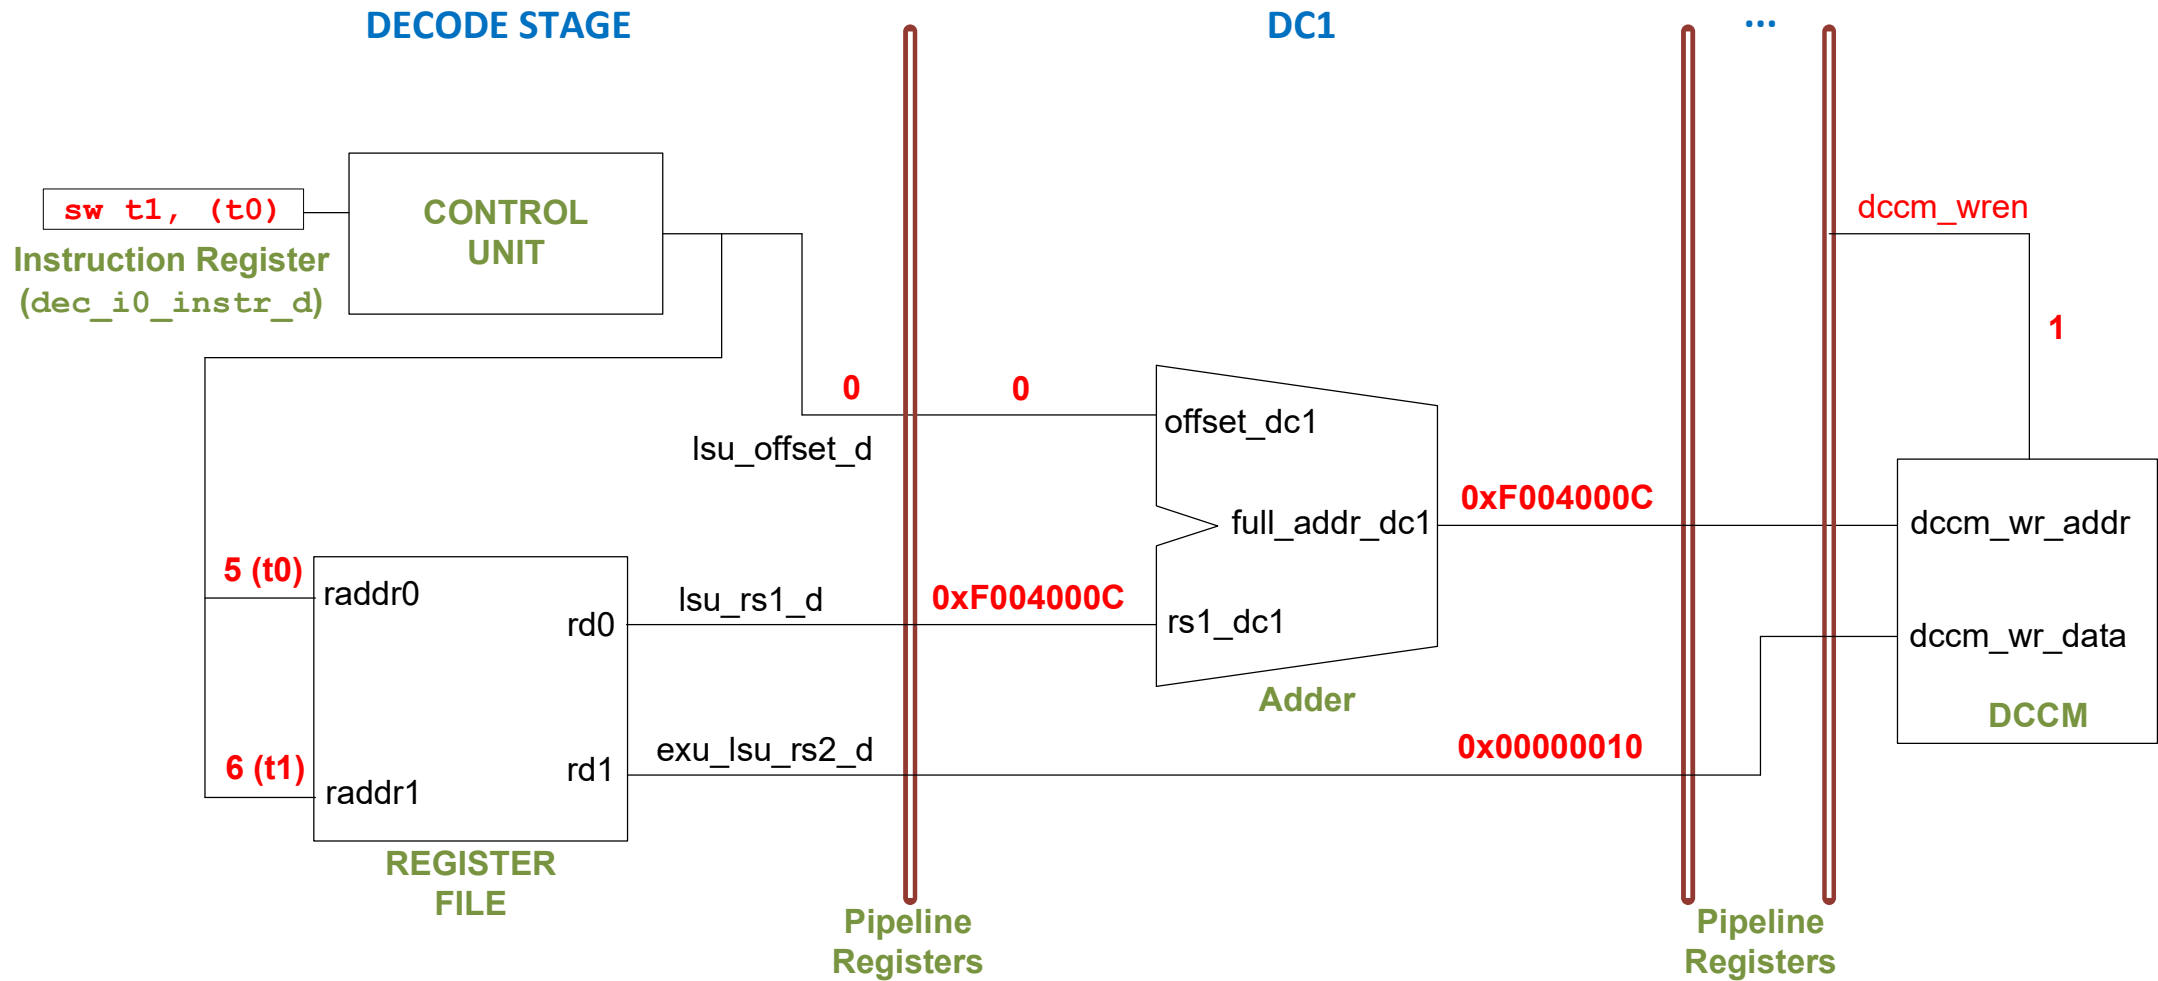 DECODE STAGE
DC1
...
sw t1, (t0)
Instruction Register
(dec_i0_instr_d)
CONTROL
UNIT
dccm_wren
1
0
0
lsu_offset_d
offset_dc1
full_addr_dc1
rs1_dc1
Adder
0xF004000C
dccm_wr_addr
dccm_wr_data
DCCM
5 (t0)
raddr0
rd0
lsu_rs1_d
0xF004000C
6 (t1)
raddr1
rd1
exu_lsu_rs2_d
0x00000010
REGISTER
FILE
Pipeline
Registers
Pipeline
Registers